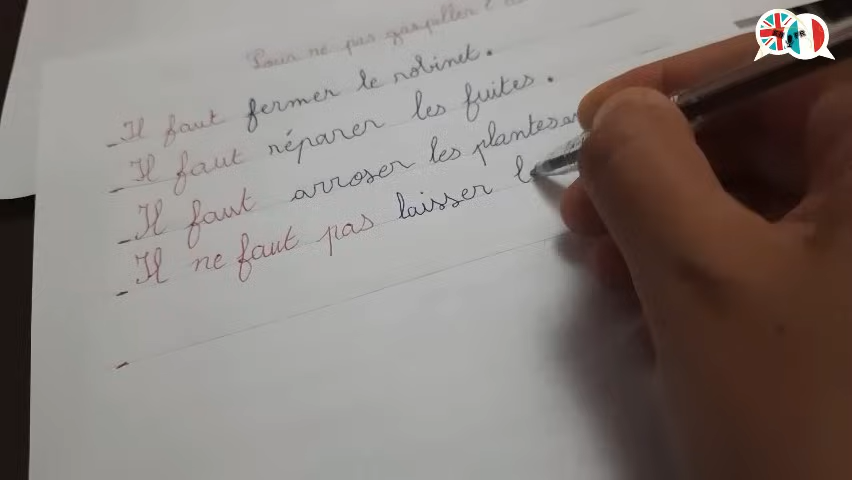 Pour ne pas gaspiller l'
- Il faut fermer le robinet.
- Il faut réparer les fuites.
- Il faut arroser les plantes
- Il ne faut pas laisser
-